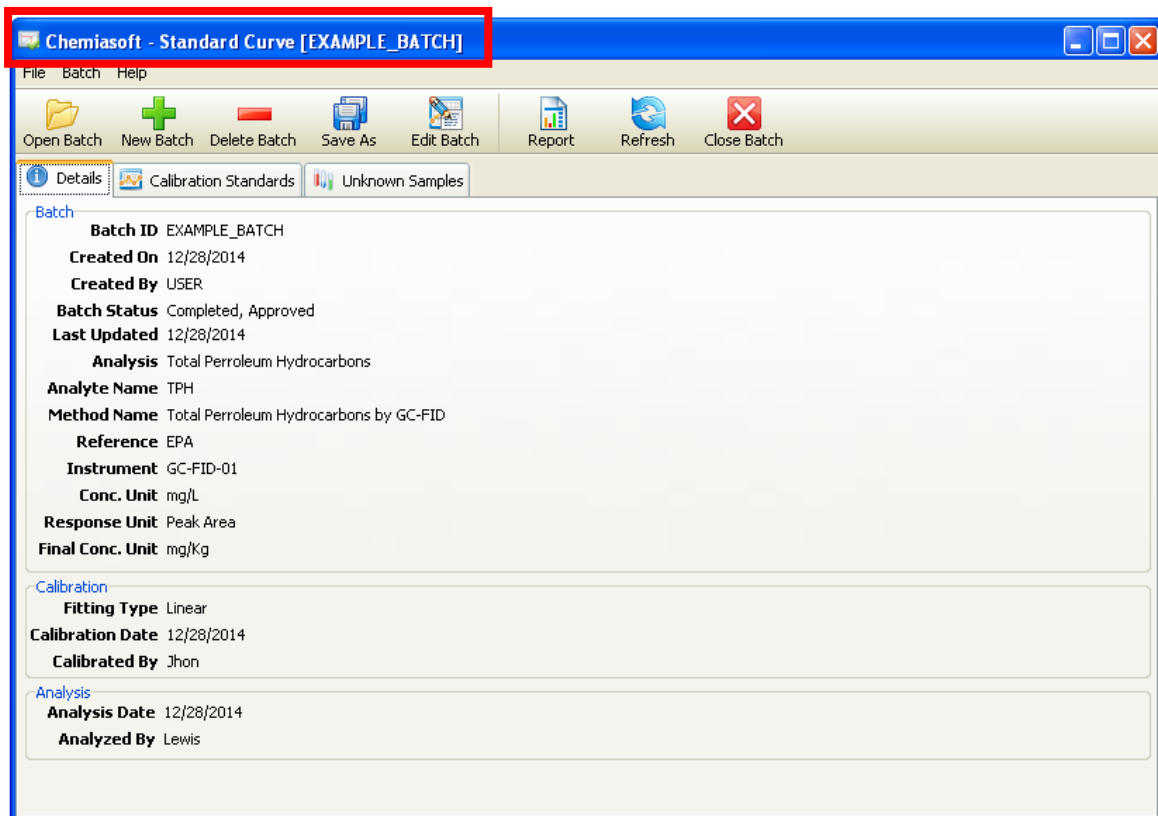 Chemiasoft - Standard Curve [EXAMPLE_BATCH]
File Batch Help
Open Batch New Batch Delete Batch Save As Edit Batch Report Refresh Close Batch
Details Calibration Standards Unknown Samples
Batch
Batch ID EXAMPLE_BATCH
Created On 12/28/2014
Created By USER
Batch Status Completed, Approved
Last Updated 12/28/2014
Analysis Total Perroleum Hydrocarbons
Analyte Name TPH
Method Name Total Perroleum Hydrocarbons by GC-FID
Reference EPA
Instrument GC-FID-01
Conc. Unit mg/L
Response Unit Peak Area
Final Conc. Unit mg/Kg
Calibration
Fitting Type Linear
Calibration Date 12/28/2014
Calibrated By Jhon
Analysis
Analysis Date 12/28/2014
Analyzed By Lewis